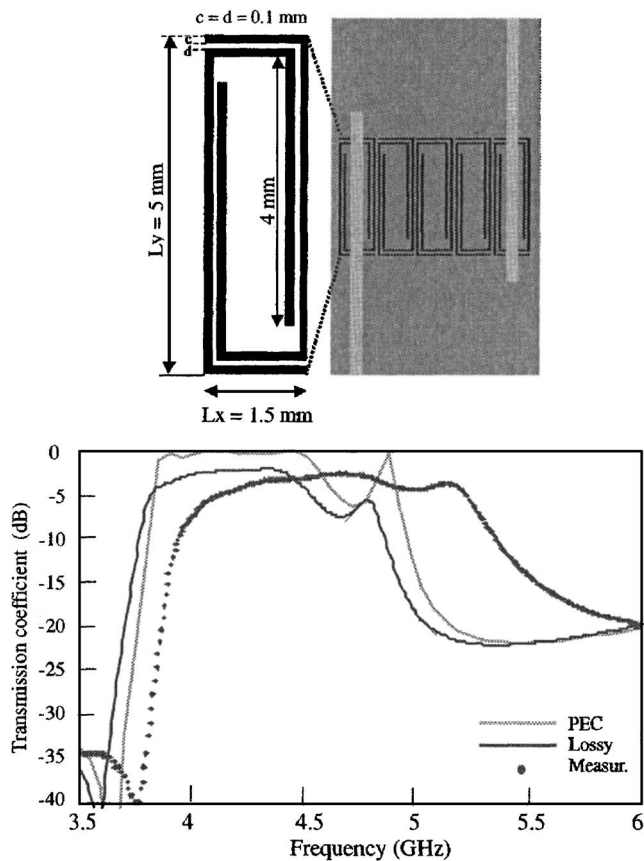 c = d = 0.1 mm
c
d
Ly = 5 mm
4 mm
Lx = 1.5 mm
Transmission coefficient (dB)
0
-5
-10
-15
-20
-25
-30
-35
-40
3.5
4
4.5
5
5.5
6
Frequency (GHz)
PEC
Lossy
Measur.